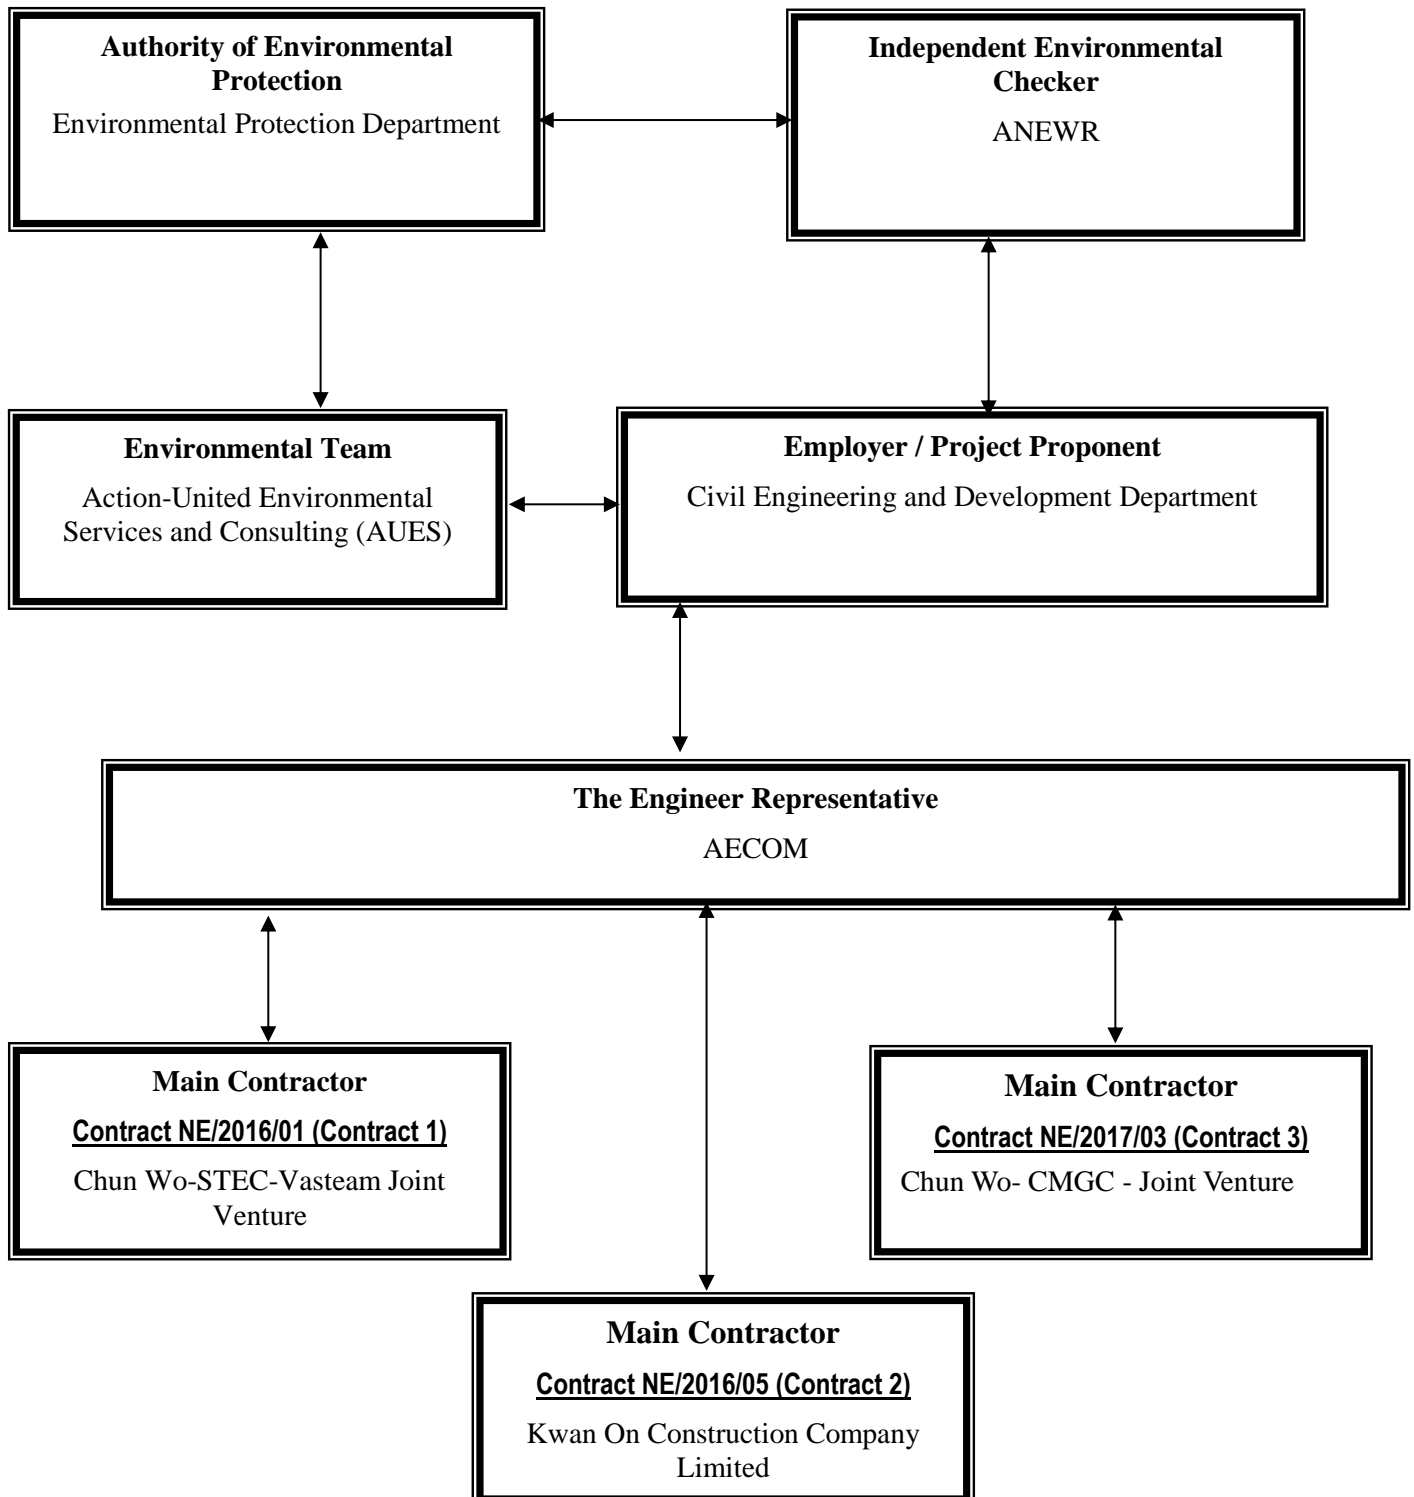 Authority of Environmental
Protection
Environmental Protection Department
Independent Environmental
Checker
ANEWR
Environmental Team
Action-United Environmental
Services and Consulting (AUES)
Employer / Project Proponent
Civil Engineering and Development Department
The Engineer Representative
AECOM
Main Contractor
Contract NE/2016/01 (Contract 1)
Chun Wo-STEC-Vasteam Joint
Venture
Main Contractor
Contract NE/2017/03 (Contract 3)
Chun Wo- CMGC - Joint Venture
Main Contractor
Contract NE/2016/05 (Contract 2)
Kwan On Construction Company
Limited